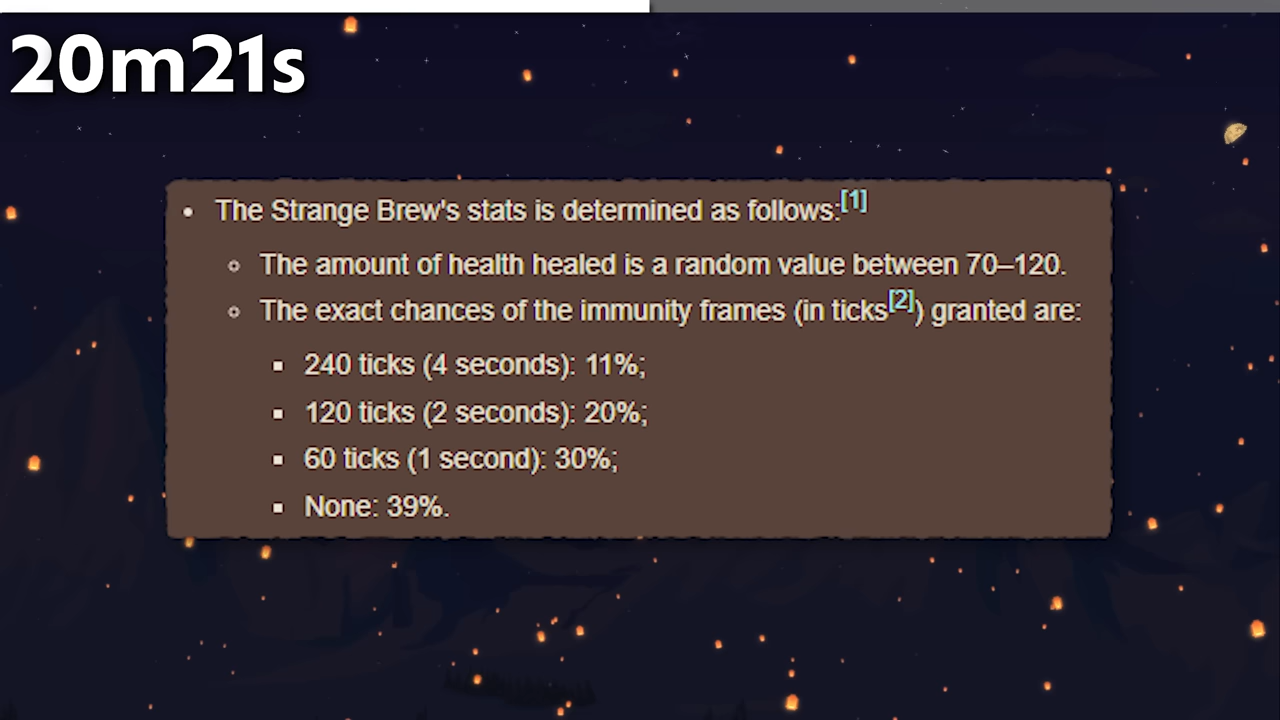 20m21s
The Strange Brew's stats is determined as follows:[1]
The amount of health healed is a random value between 70–120.
The exact chances of the immunity frames (in ticks[2]) granted are:
240 ticks (4 seconds): 11%;
120 ticks (2 seconds): 20%;
60 ticks (1 second): 30%;
None: 39%.